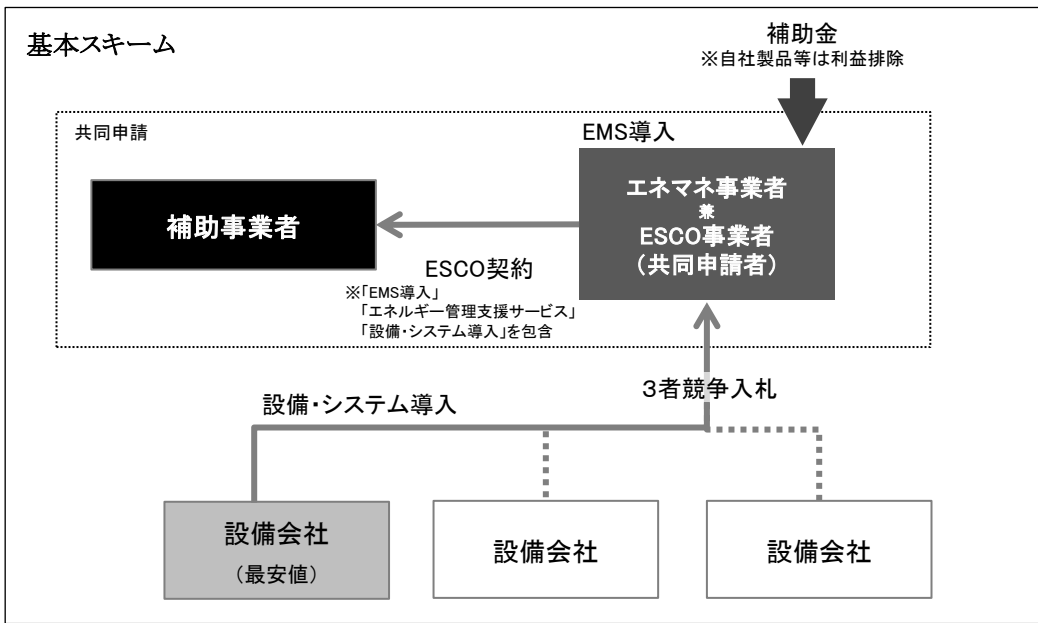 基本スキーム
補助金
※自社製品等は利益排除
共同申請
EMS導入
補助事業者
エネマネ事業者
兼
ESCO事業者
（共同申請者）
ESCO契約
※「EMS導入」
「エネルギー管理支援サービス」
「設備・システム導入」を包含
3者競争入札
設備・システム導入
設備会社
（最安値）
設備会社
設備会社